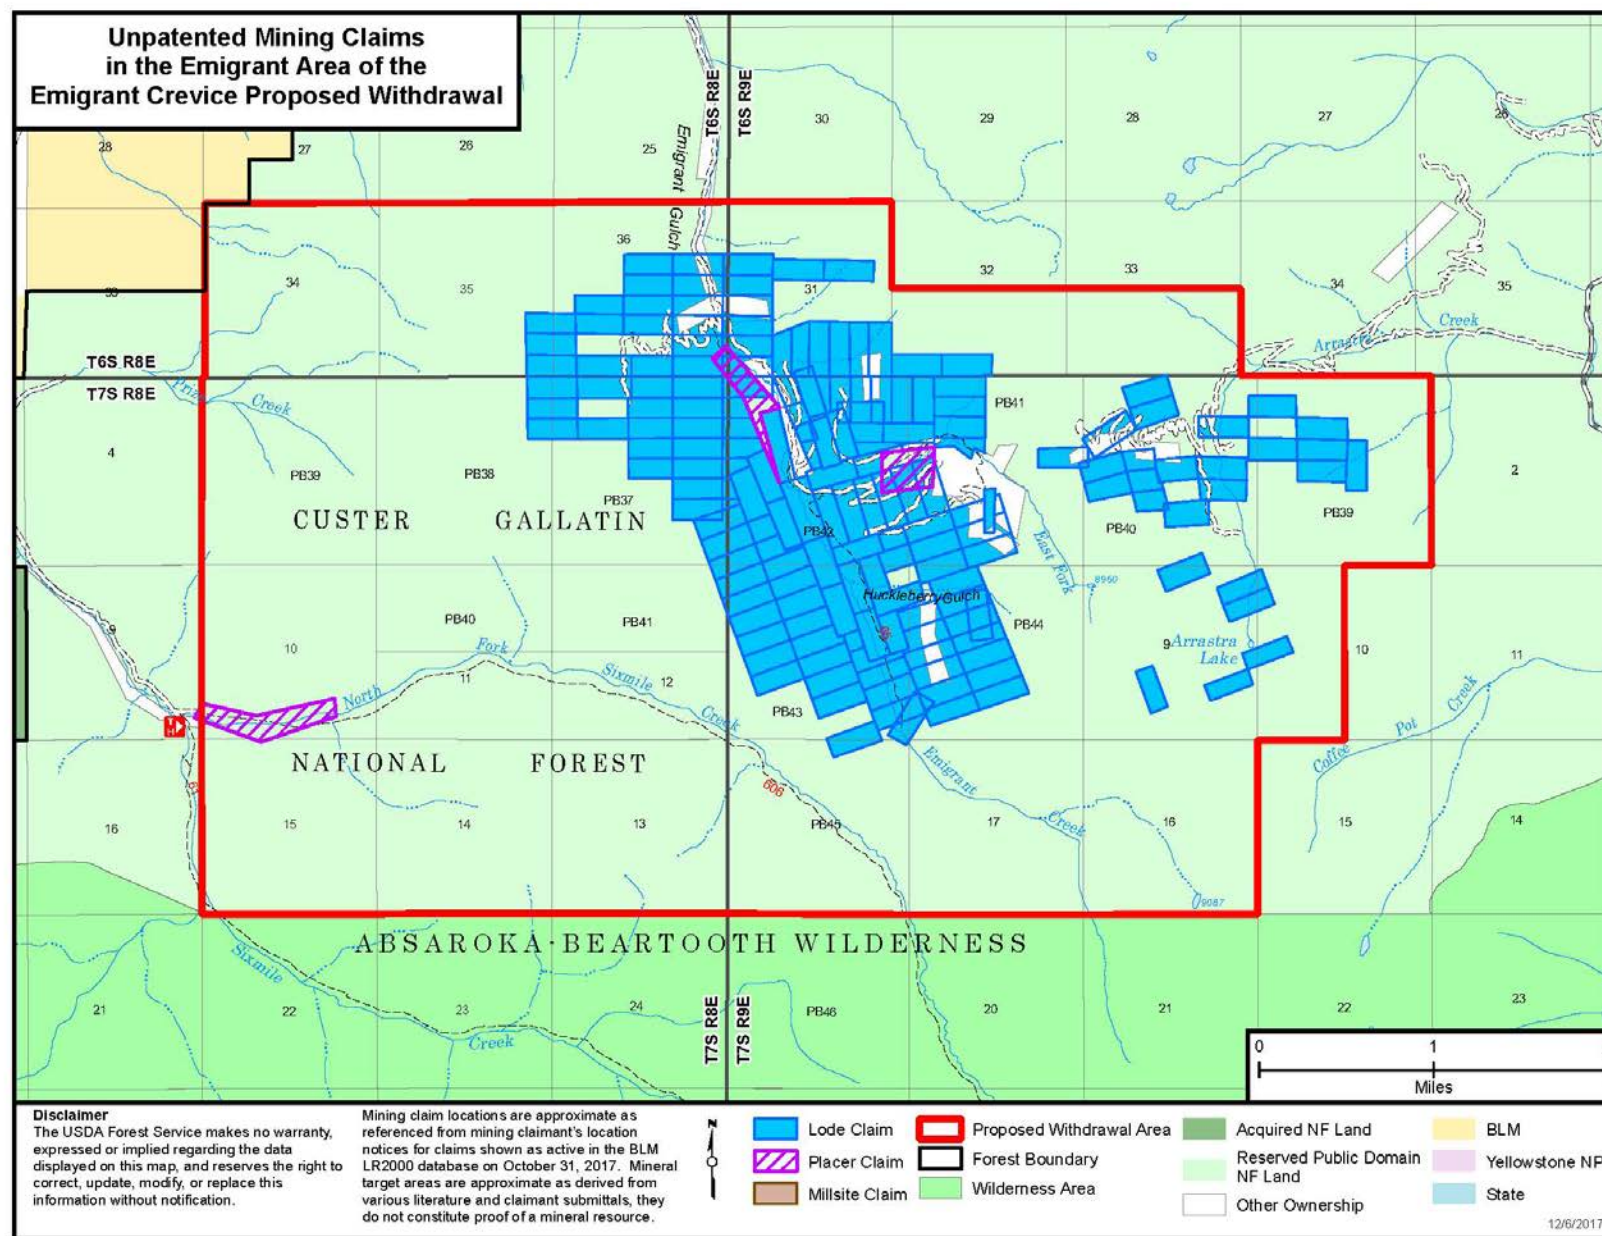 Unpatented Mining Claims
in the Emigrant Area of the
Emigrant Crevice Proposed Withdrawal
T6S R8E
T6S R9E
28
27
26
25
30
29
28
27
26
Emigrant Gulch
36
33
34
35
31
32
33
34
35
Arrastra Creek
T6S R8E
T7S R8E
Prize Creek
4
PB39
PB38
PB37
PB41
PB42
PB40
PB39
2
CUSTER GALLATIN
East Fork
8960
Huckleberry Gulch
9
10
PB40
PB41
PB44
9
Arrastra
Lake
10
11
North Fork Sixmile Creek
11
12
PB43
TH
NATIONAL FOREST
Emigrant Creek
Coffee Pot Creek
606
16
15
14
13
PB45
17
16
15
14
9087
ABSAROKA-BEARTOOTH WILDERNESS
Sixmile Creek
21
22
23
24
PB46
20
21
22
23
T7S R8E
T7S R9E
0 1
Miles
Disclaimer
The USDA Forest Service makes no warranty,
expressed or implied regarding the data
displayed on this map, and reserves the right to
correct, update, modify, or replace this
information without notification.
Mining claim locations are approximate as
referenced from mining claimant's location
notices for claims shown as active in the BLM
LR2000 database on October 31, 2017. Mineral
target areas are approximate as derived from
various literature and claimant submittals, they
do not constitute proof of a mineral resource.
N
Lode Claim
Placer Claim
Millsite Claim
Proposed Withdrawal Area
Forest Boundary
Wilderness Area
Acquired NF Land
Reserved Public Domain
NF Land
Other Ownership
BLM
Yellowstone NP
State
12/6/2017